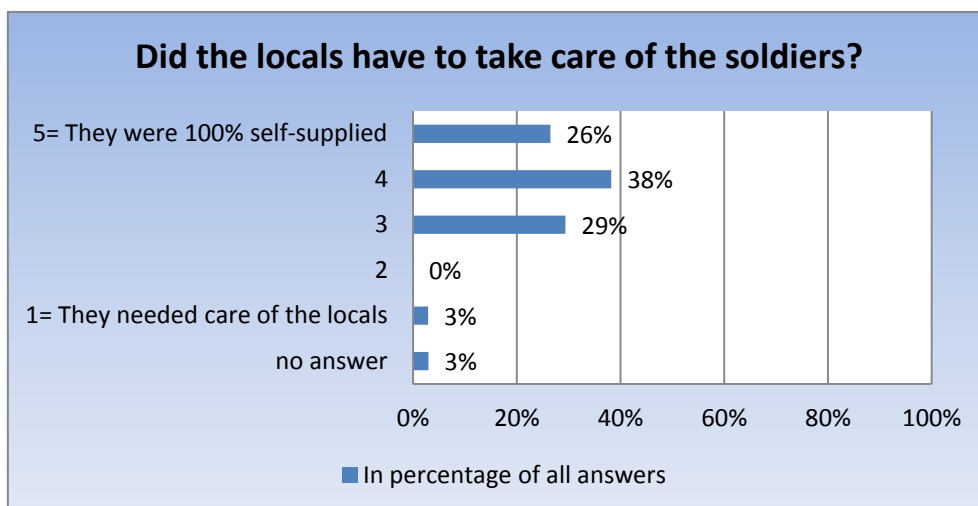 Did the locals have to take care of the soldiers?
5= They were 100% self-supplied 26%
4 38%
3 29%
2 0%
1= They needed care of the locals 3%
no answer 3%
0% 20% 40% 60% 80% 100%
In percentage of all answers